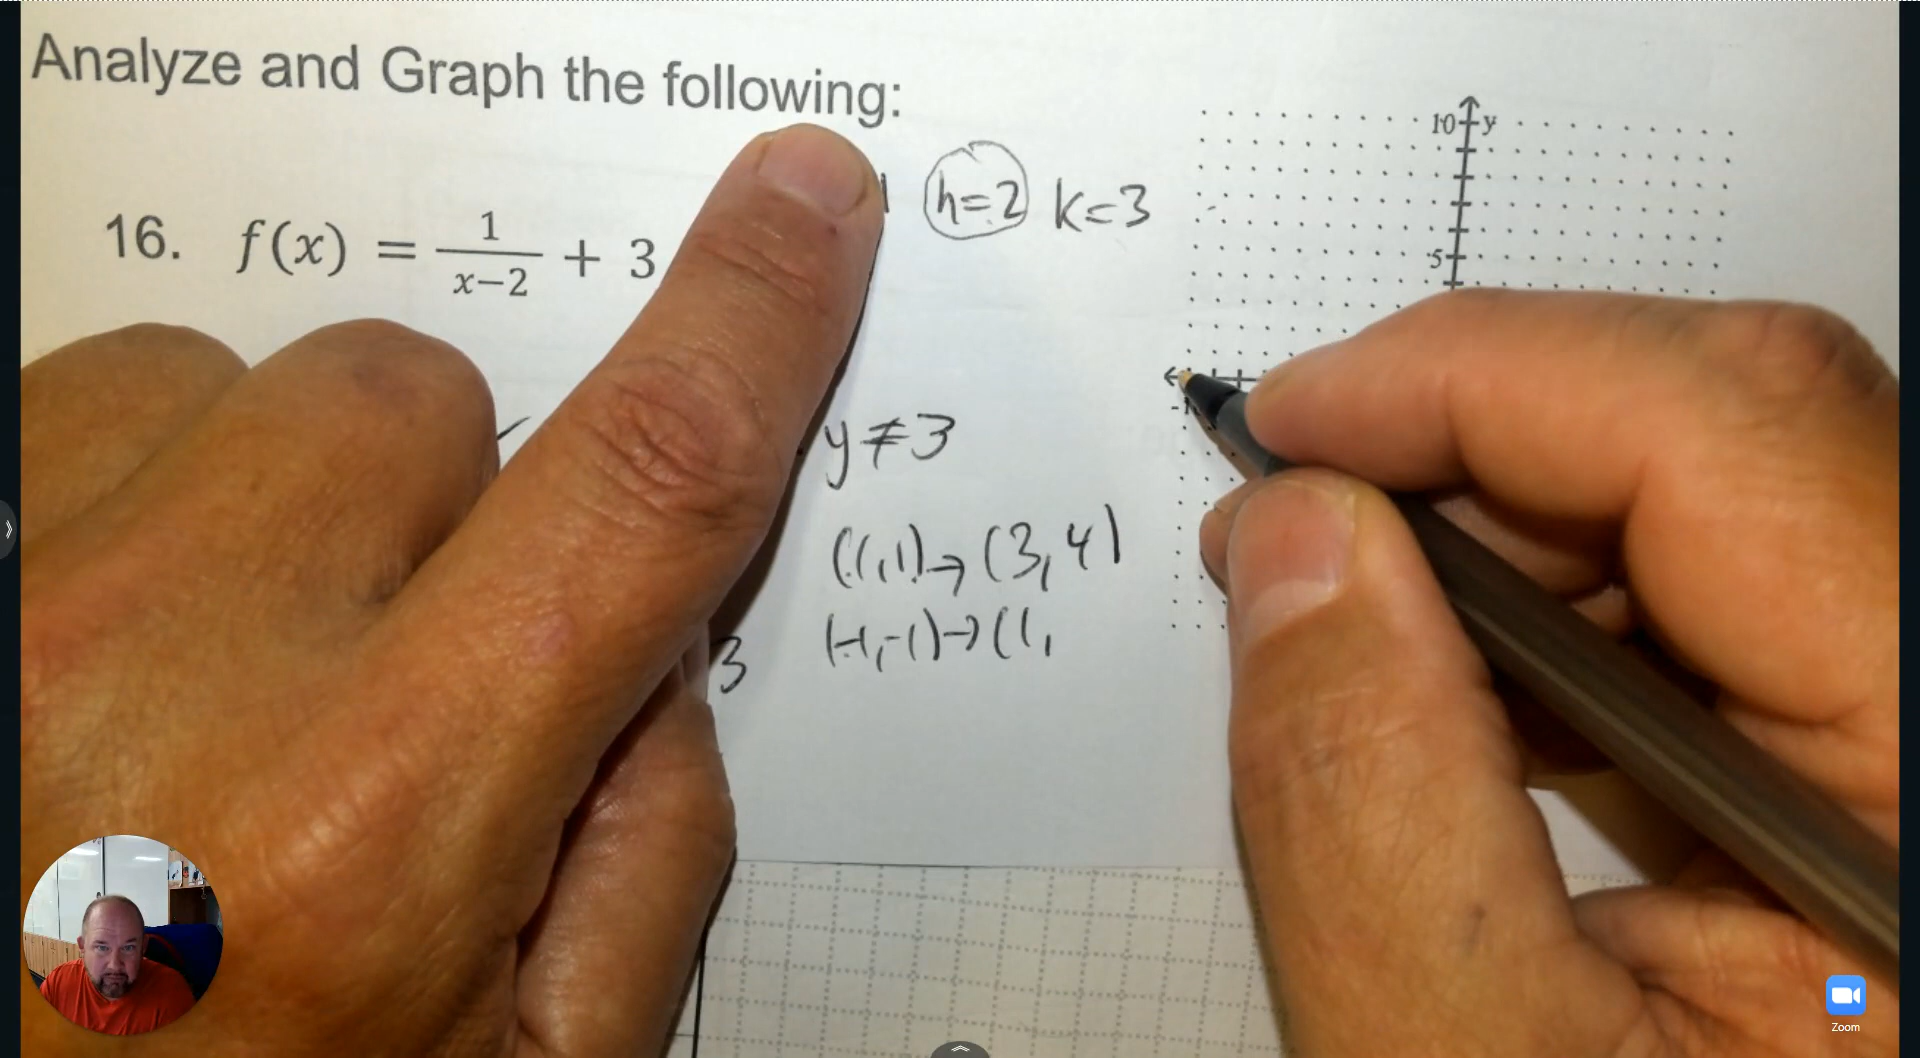 Analyze and Graph the following:
h=2 k=3
16. f(x) = 1/(x−2) + 3
y≠3
(1,1)→(3,4)
(-1,-1)→(1,
3
10 y
5
Zoom